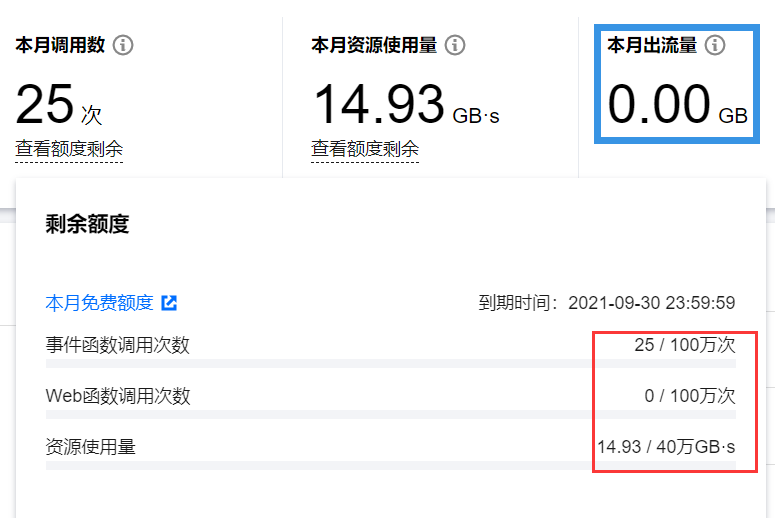 本月调用数
本月资源使用量
本月出流量
25 次
14.93 GB·s
0.00 GB
查看额度剩余
查看额度剩余
剩余额度
本月免费额度
到期时间：2021-09-30 23:59:59
事件函数调用次数
25 / 100万次
Web函数调用次数
0 / 100万次
资源使用量
14.93 / 40万GB·s